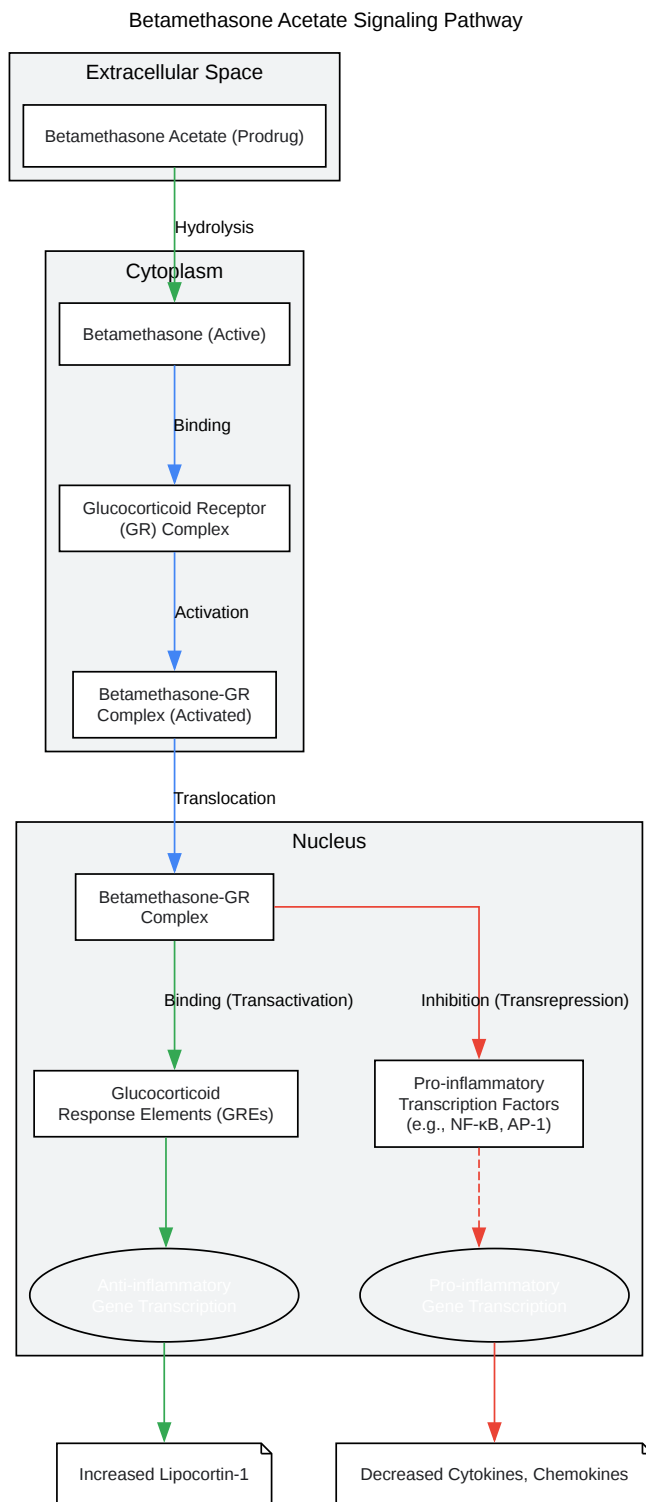 Betamethasone Acetate Signaling Pathway
Extracellular Space
Betamethasone Acetate (Prodrug)
Hydrolysis
Cytoplasm
Betamethasone (Active)
Binding
Glucocorticoid Receptor
(GR) Complex
Activation
Betamethasone-GR
Complex (Activated)
Translocation
Nucleus
Betamethasone-GR
Complex
Binding (Transactivation)
Inhibition (Transrepression)
Glucocorticoid
Response Elements (GREs)
Pro-inflammatory
Transcription Factors
(e.g., NF-κB, AP-1)
Anti-inflammatory
Gene Transcription
Pro-inflammatory
Gene Transcription
Increased Lipocortin-1
Decreased Cytokines, Chemokines